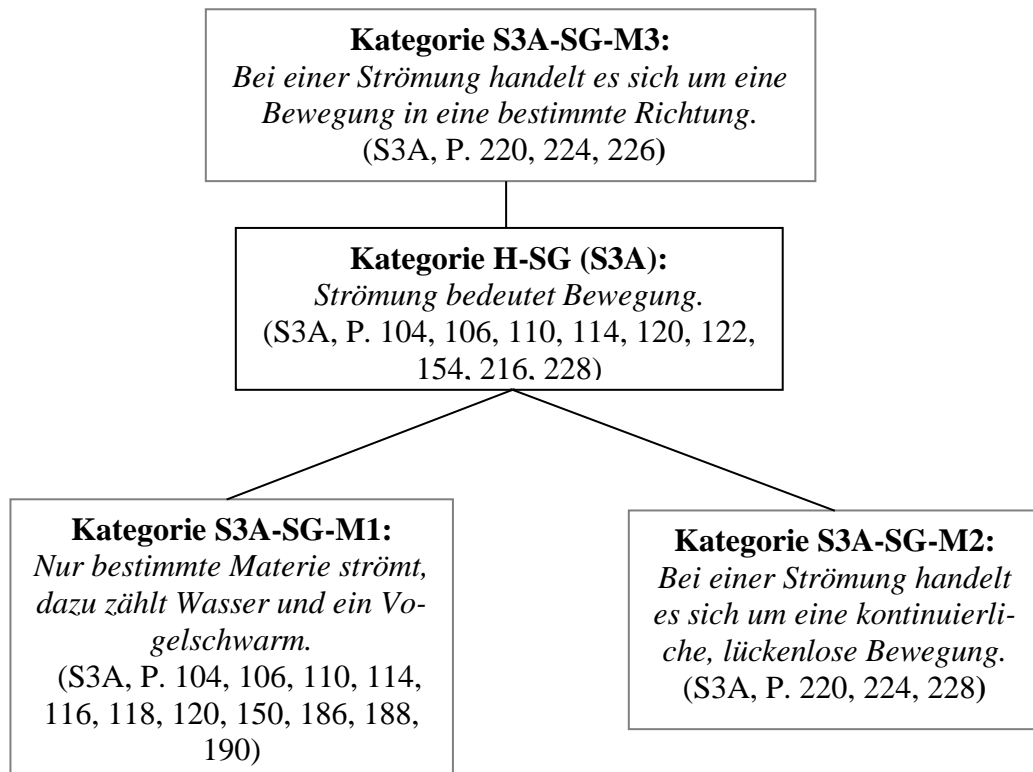 Kategorie S3A-SG-M3:
Bei einer Strömung handelt es sich um eine
Bewegung in eine bestimmte Richtung.
(S3A, P. 220, 224, 226)
Kategorie H-SG (S3A):
Strömung bedeutet Bewegung.
(S3A, P. 104, 106, 110, 114, 120, 122,
154, 216, 228)
Kategorie S3A-SG-M1:
Nur bestimmte Materie strömt,
dazu zählt Wasser und ein Vo-
gelschwarm.
(S3A, P. 104, 106, 110, 114,
116, 118, 120, 150, 186, 188,
190)
Kategorie S3A-SG-M2:
Bei einer Strömung handelt
es sich um eine kontinuierli-
che, lückenlose Bewegung.
(S3A, P. 220, 224, 228)